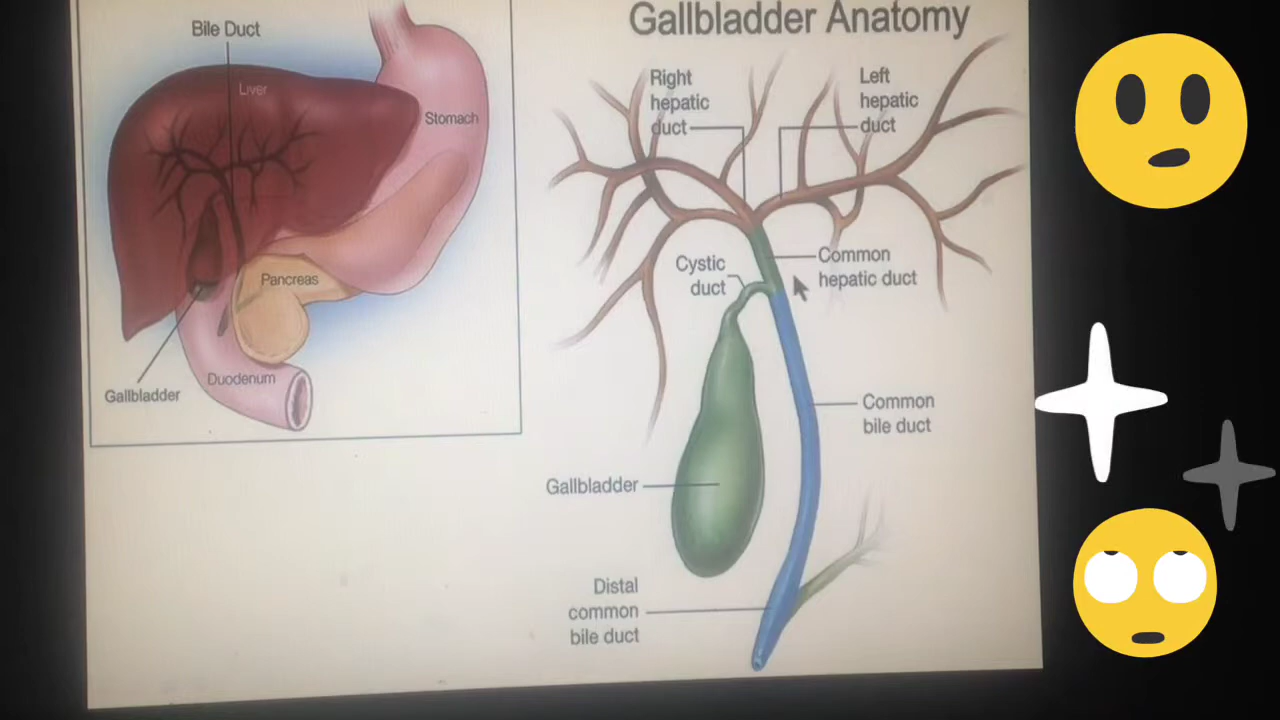 Gallbladder Anatomy
Bile Duct
Liver
Stomach
Pancreas
Duodenum
Gallbladder
Right
hepatic
duct
Left
hepatic
duct
Cystic
duct
Common
hepatic duct
Common
bile duct
Gallbladder
Distal
common
bile duct